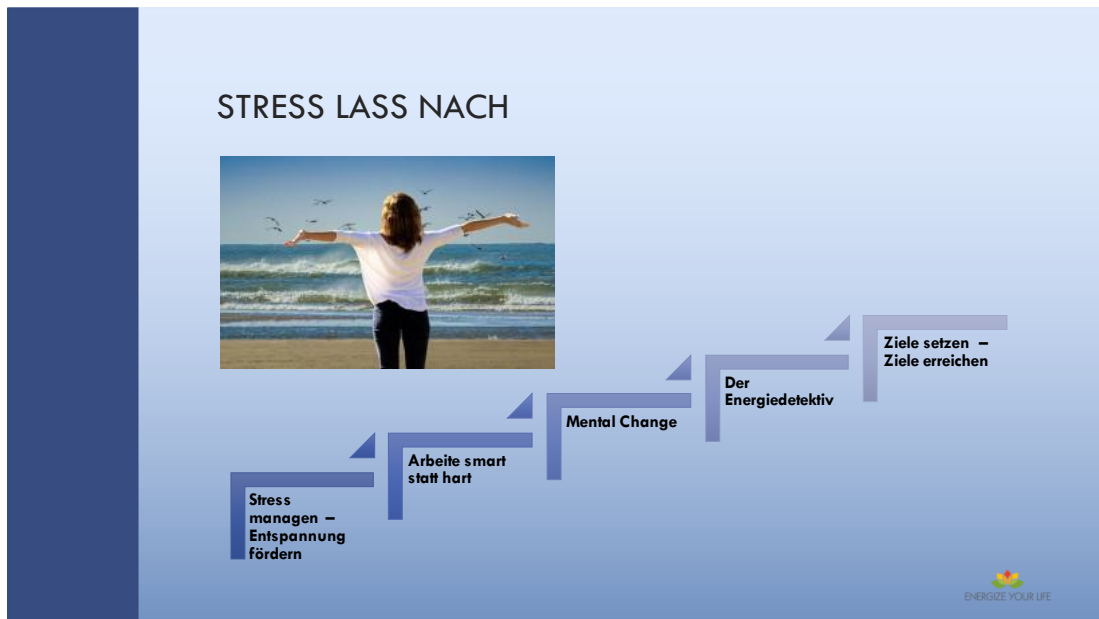 STRESS LASS NACH
Stress
managen –
Entspannung
fördern
Arbeite smart
statt hart
Mental Change
Der
Energiedetektiv
Ziele setzen –
Ziele erreichen
ENERGIZE YOUR LIFE